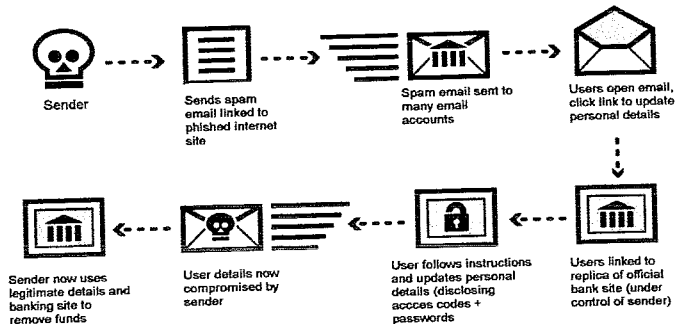 Sender
Sends spam
email linked to
phished internet
site
Spam email sent to
many email
accounts
Users open email,
click link to update
personal details
Users linked to
replica of official
bank site (under
control of sender)
User follows instructions
and updates personal
details (disclosing
accces codes +
passwords
User details now
compromised by
sender
Sender now uses
legitimate details and
banking site to
remove funds